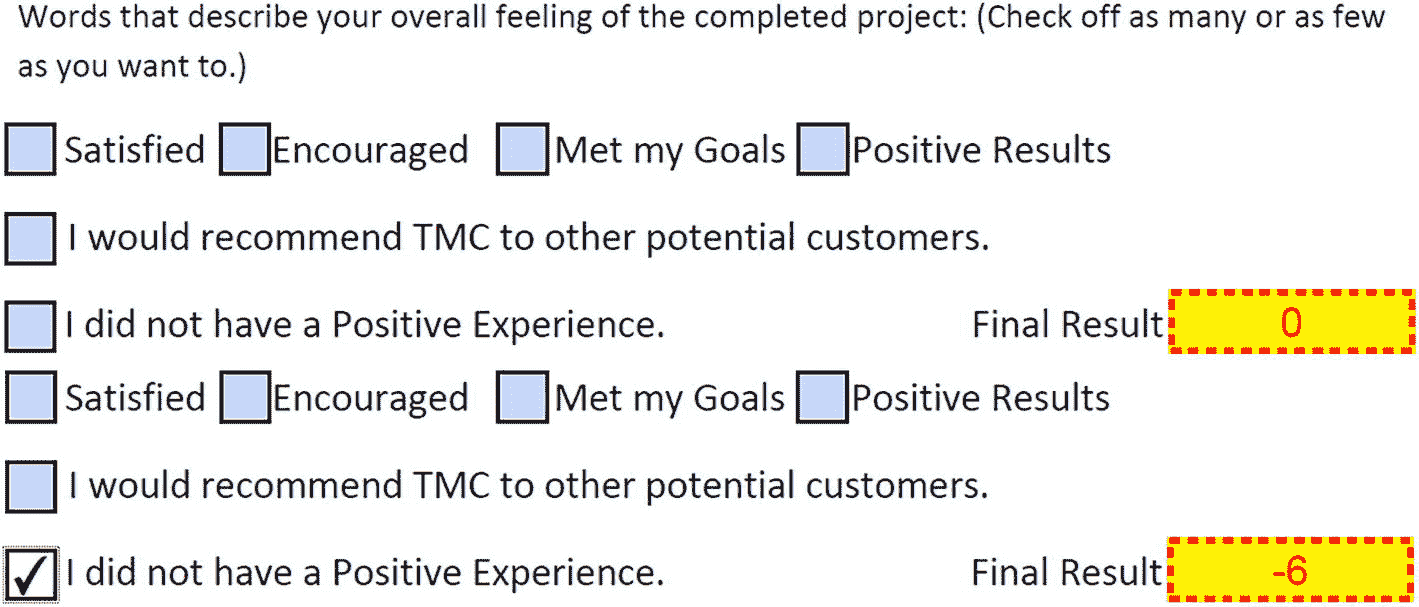 Words that describe your overall feeling of the completed project: (Check off as many or as few
as you want to.)
Satisfied Encouraged Met my Goals Positive Results
I would recommend TMC to other potential customers.
I did not have a Positive Experience. Final Result 0
Satisfied Encouraged Met my Goals Positive Results
I would recommend TMC to other potential customers.
I did not have a Positive Experience. Final Result -6